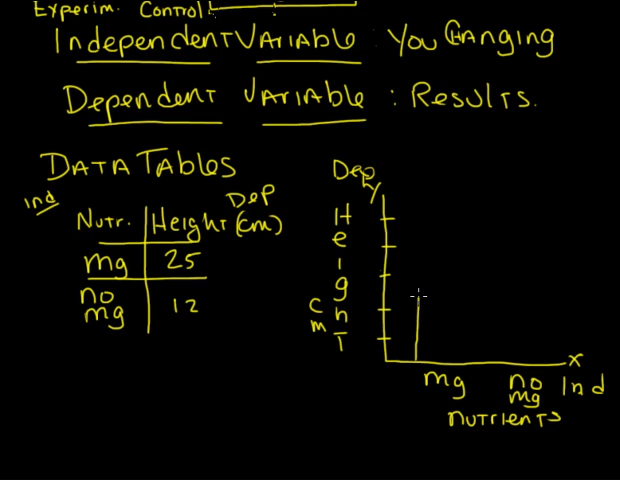 Experim. Control
Independent Variable : You Changing
Dependent Variable : Results.
Data Tables
Ind
Dep
Nutr. Height (cm)
mg 25
no mg 12
Dep
y
Height
cm
x
mg
no mg
Ind
nutrients